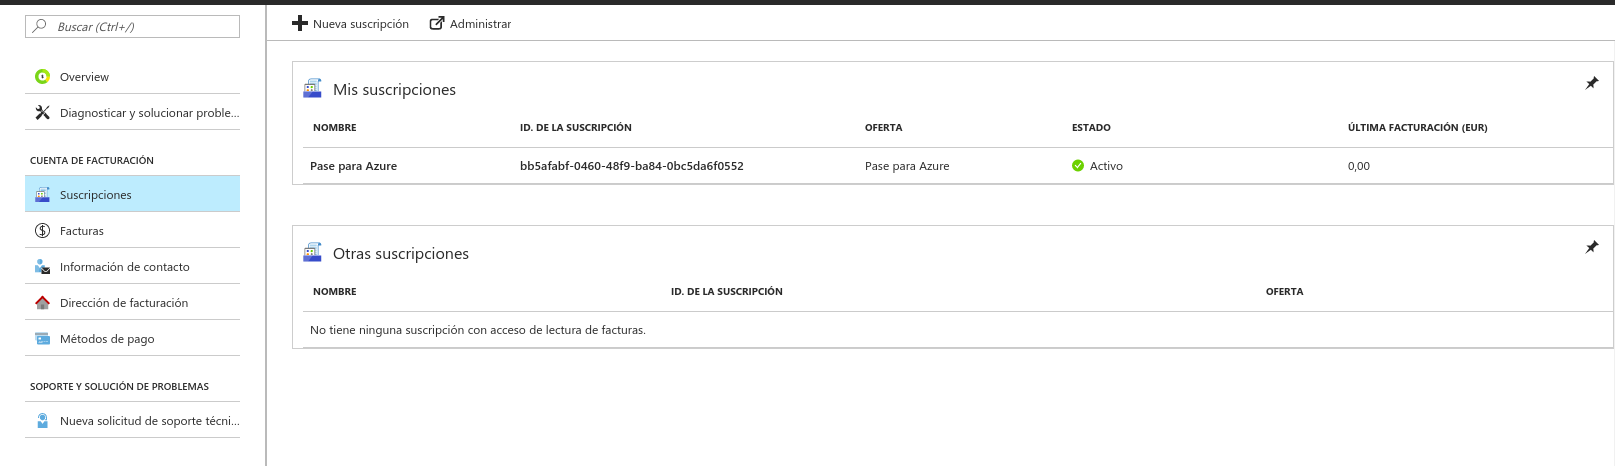 Buscar (Ctrl+/)
Overview
Diagnosticar y solucionar proble...
CUENTA DE FACTURACIÓN
Suscripciones
Facturas
Información de contacto
Dirección de facturación
Métodos de pago
SOPORTE Y SOLUCIÓN DE PROBLEMAS
Nueva solicitud de soporte técni...
Nueva suscripción Administrar
Mis suscripciones
NOMBRE ID. DE LA SUSCRIPCIÓN OFERTA ESTADO ÚLTIMA FACTURACIÓN (EUR)
Pase para Azure bb5afabf-0460-48f9-ba84-0bc5da6f0552 Pase para Azure Activo 0,00
Otras suscripciones
NOMBRE ID. DE LA SUSCRIPCIÓN OFERTA
No tiene ninguna suscripción con acceso de lectura de facturas.